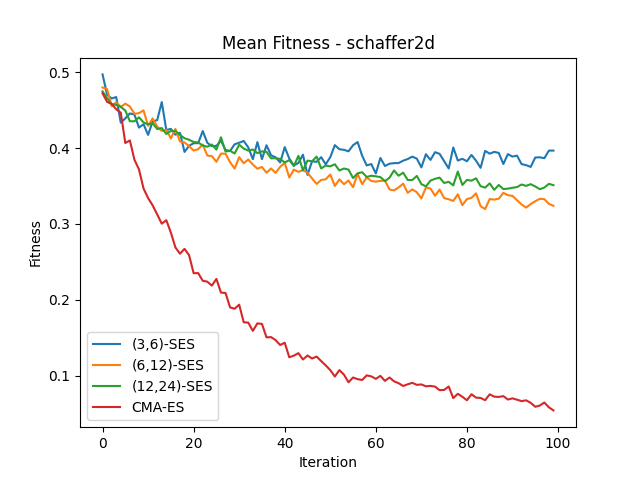 Mean Fitness - schaffer2d
Fitness
0.5
0.4
0.3
0.2
0.1
(3,6)-SES
(6,12)-SES
(12,24)-SES
CMA-ES
0
20
40
60
80
100
Iteration